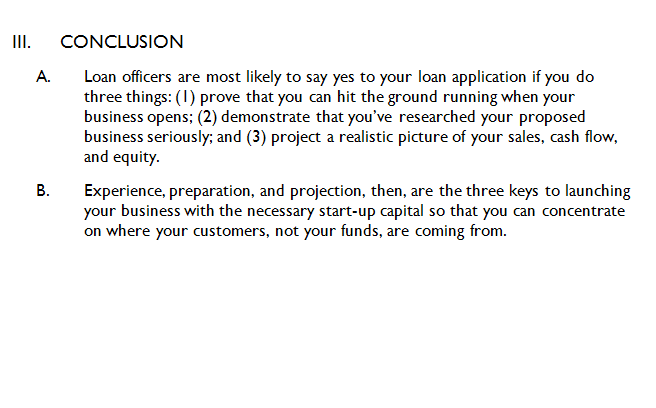 III. CONCLUSION
A. Loan officers are most likely to say yes to your loan application if you do
three things: (1) prove that you can hit the ground running when your
business opens; (2) demonstrate that you've researched your proposed
business seriously; and (3) project a realistic picture of your sales, cash flow,
and equity.
B. Experience, preparation, and projection, then, are the three keys to launching
your business with the necessary start-up capital so that you can concentrate
on where your customers, not your funds, are coming from.